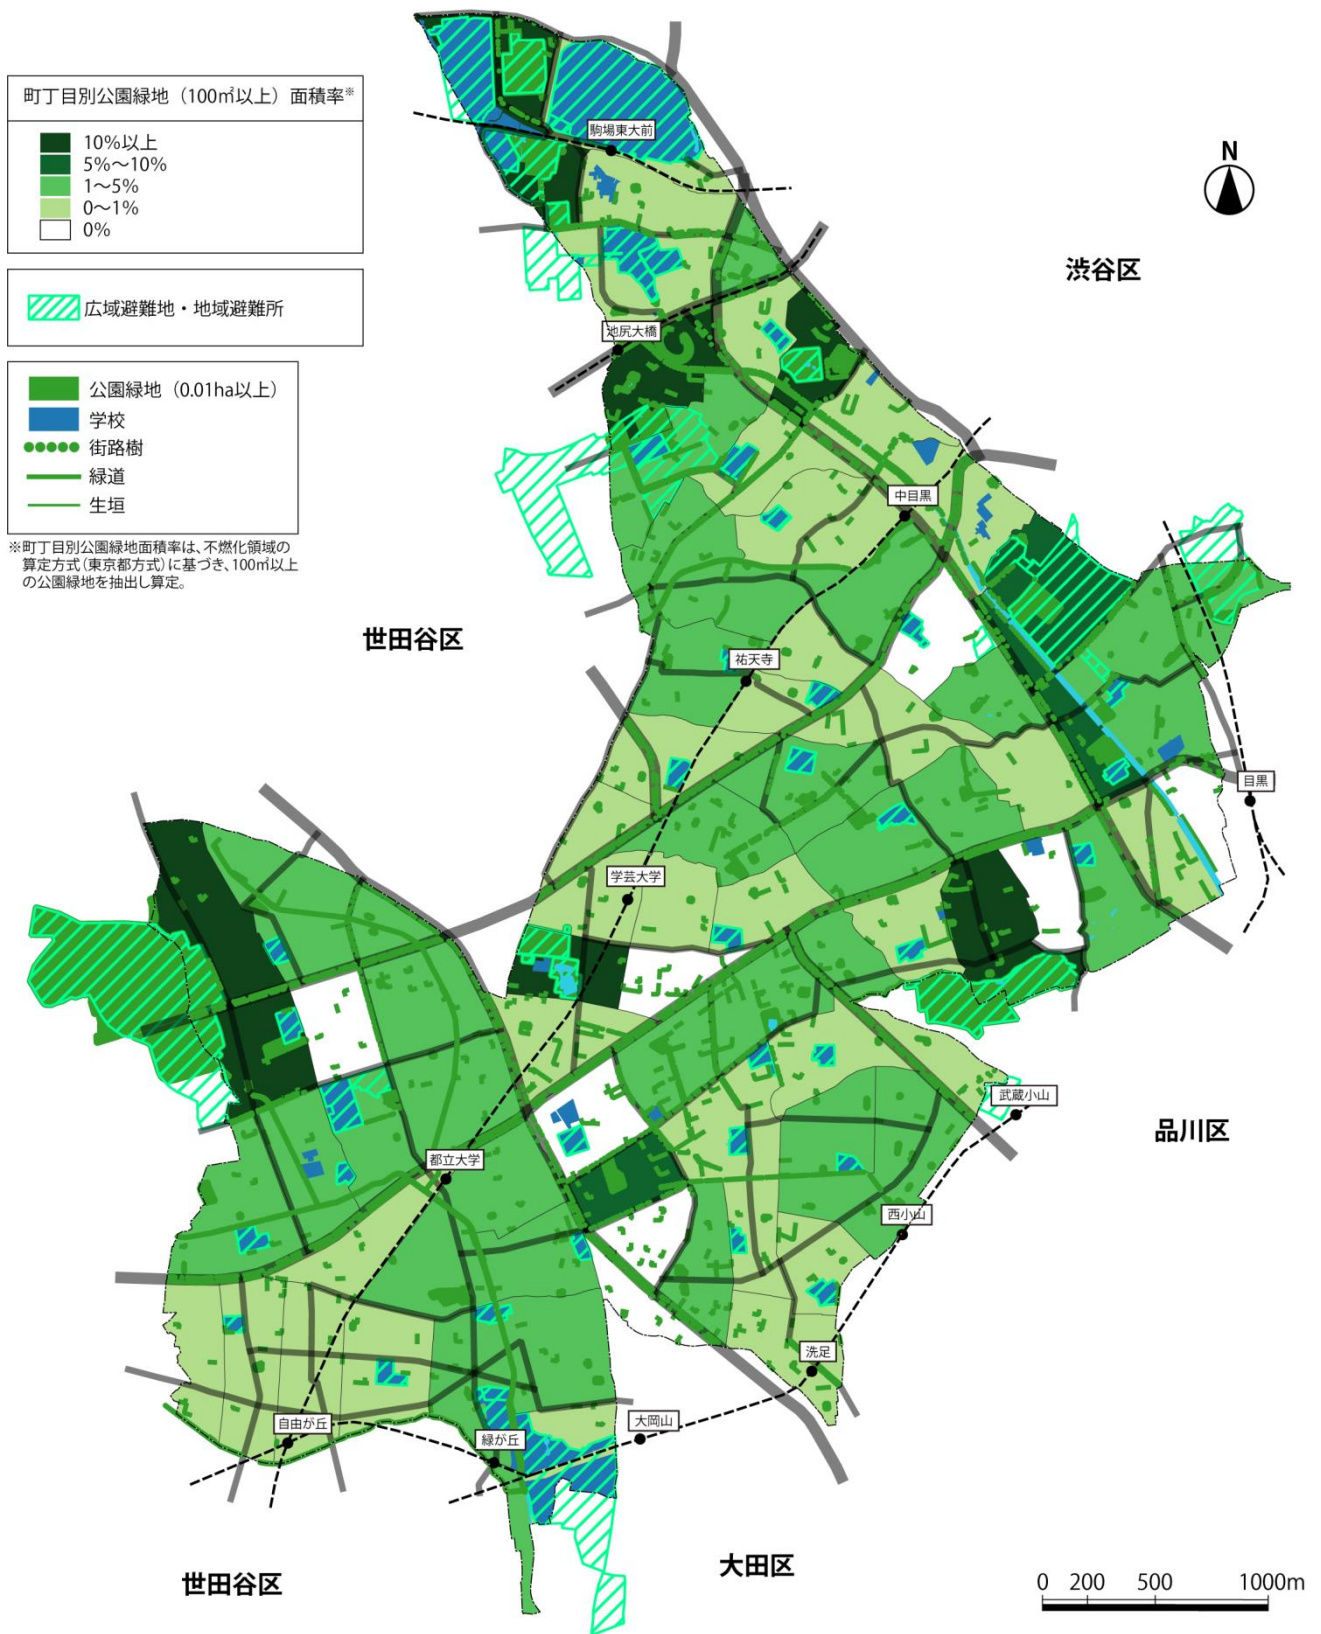 町丁目別公園緑地（100㎡以上）面積率※
10%以上
5%～10%
1～5%
0～1%
0%
広域避難地・地域避難所
公園緑地（0.01ha以上）
学校
街路樹
緑道
生垣
※町丁目別公園緑地面積率は、不燃化領域の
算定方式（東京都方式）に基づき、100㎡以上
の公園緑地を抽出し算定。
N
駒場東大前
渋谷区
池尻大橋
中目黒
世田谷区
祐天寺
目黒
学芸大学
武蔵小山
品川区
都立大学
西小山
洗足
自由が丘
緑が丘
大岡山
世田谷区
大田区
0 200 500 1000m